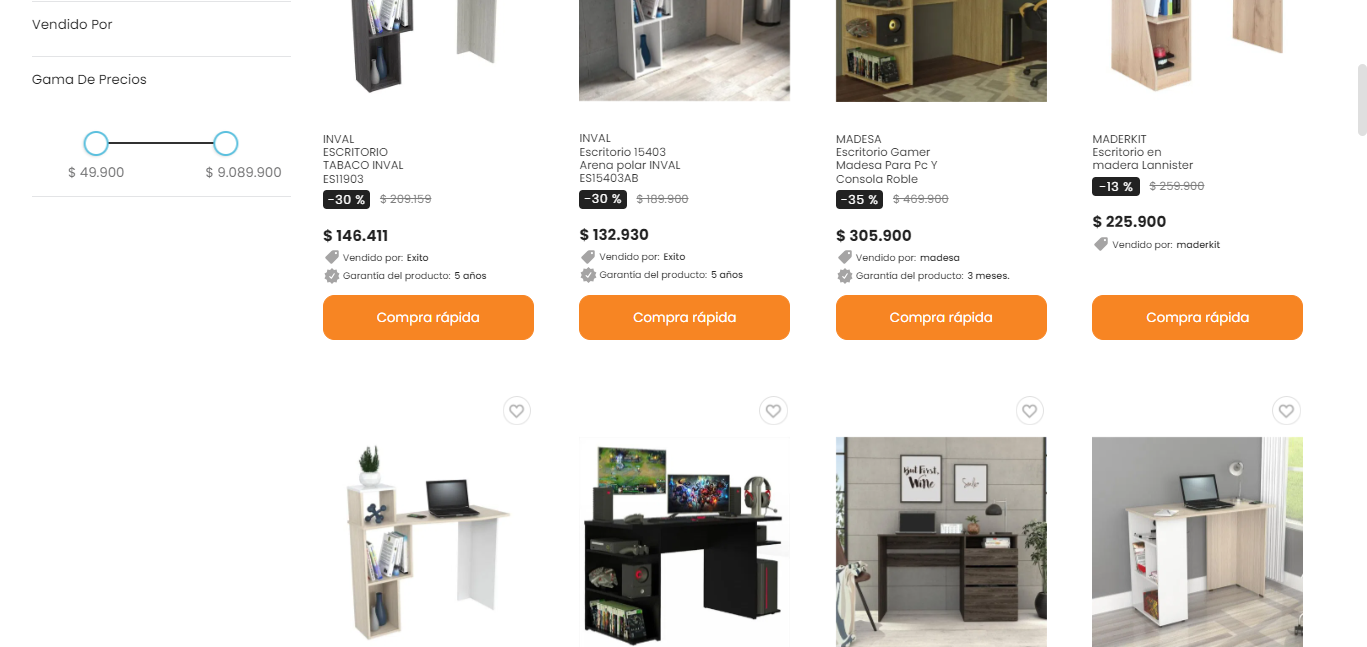 Vendido Por
Gama De Precios
$ 49.900
$ 9.089.900
INVAL
ESCRITORIO
TABACO INVAL
ES11903
-30 %
$ 209.159
$ 146.411
Vendido por: Exito
Garantía del producto: 5 años
Compra rápida
INVAL
Escritorio 15403
Arena polar INVAL
ES15403AB
-30 %
$ 189.900
$ 132.930
Vendido por: Exito
Garantía del producto: 5 años
Compra rápida
MADESA
Escritorio Gamer
Madesa Para Pc Y
Consola Roble
-35 %
$ 469.900
$ 305.900
Vendido por: madesa
Garantía del producto: 3 meses.
Compra rápida
MADERKIT
Escritorio en
madera Lannister
-13 %
$ 259.900
$ 225.900
Vendido por: maderkit
Compra rápida
But First,
Wine